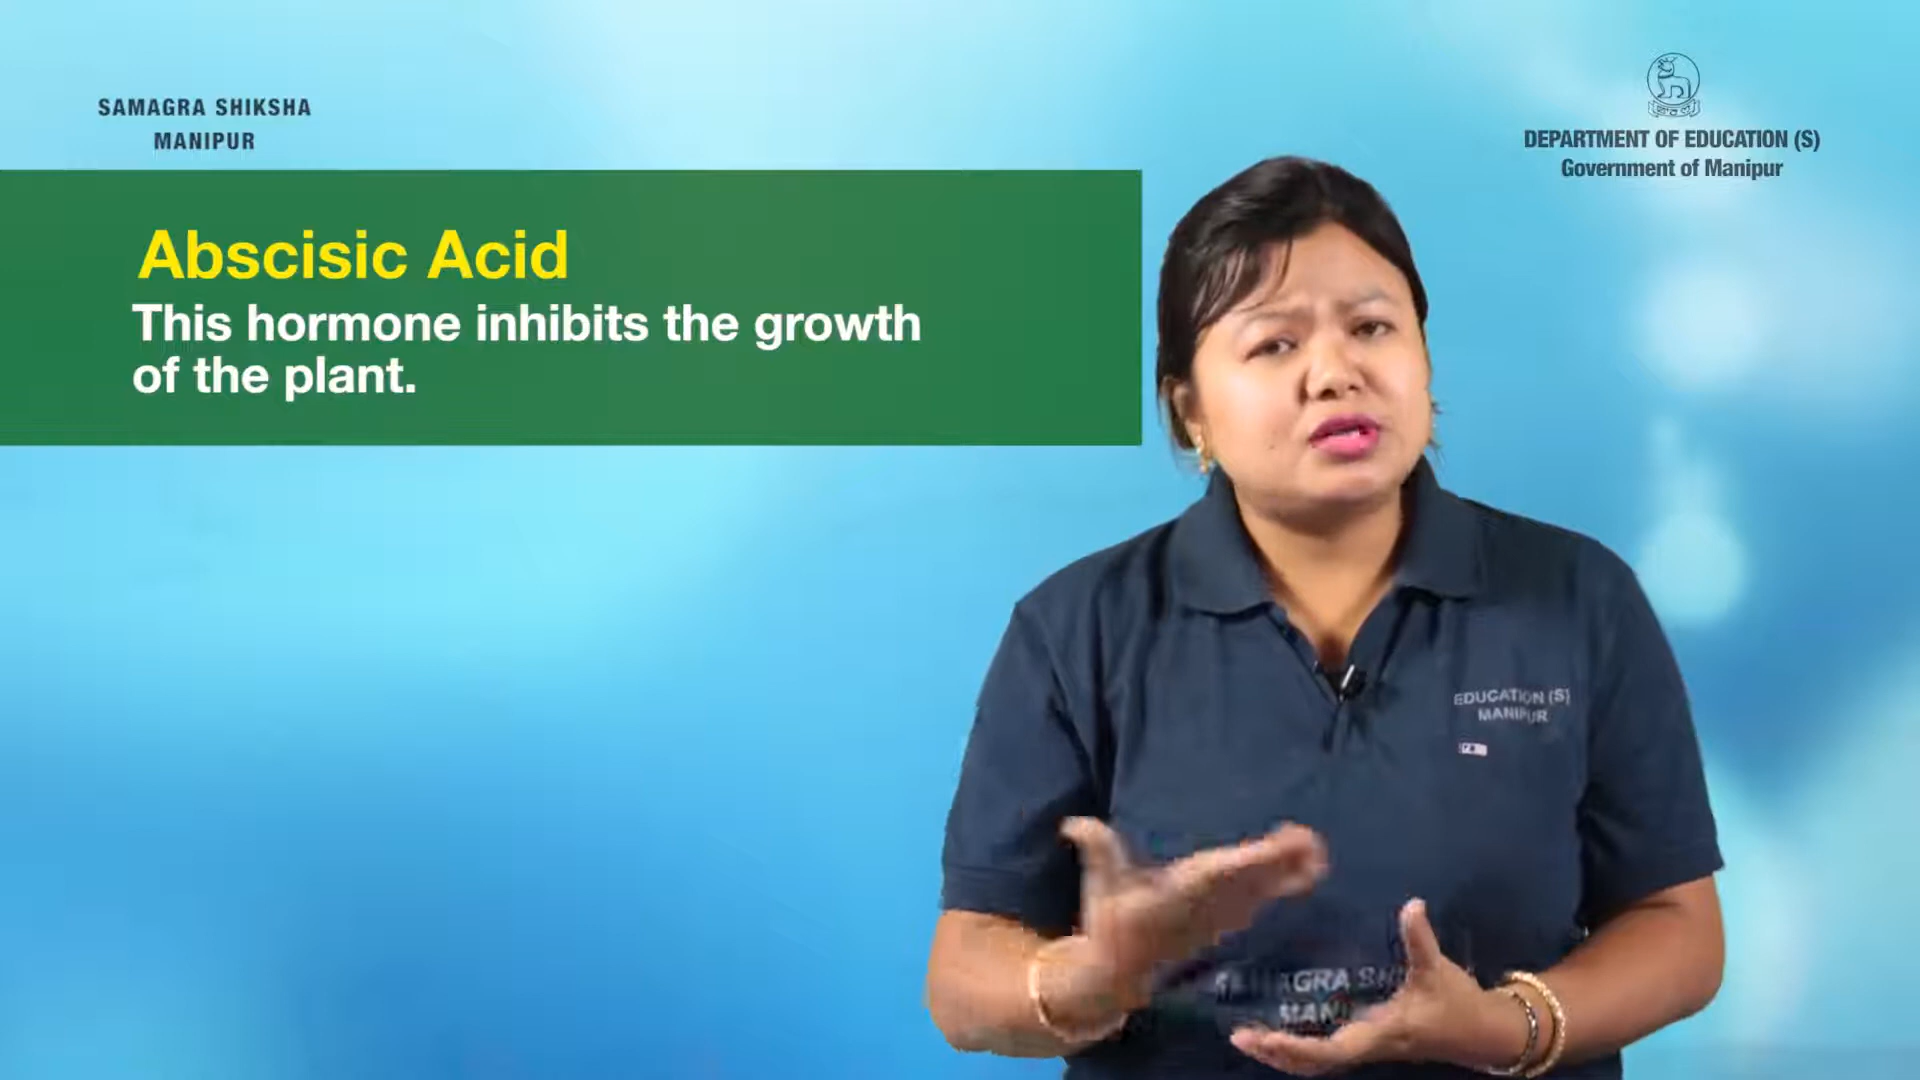 SAMAGRA SHIKSHA
MANIPUR
DEPARTMENT OF EDUCATION (S)
Government of Manipur
Abscisic Acid
This hormone inhibits the growth
of the plant.
EDUCATION (S)
MANIPUR